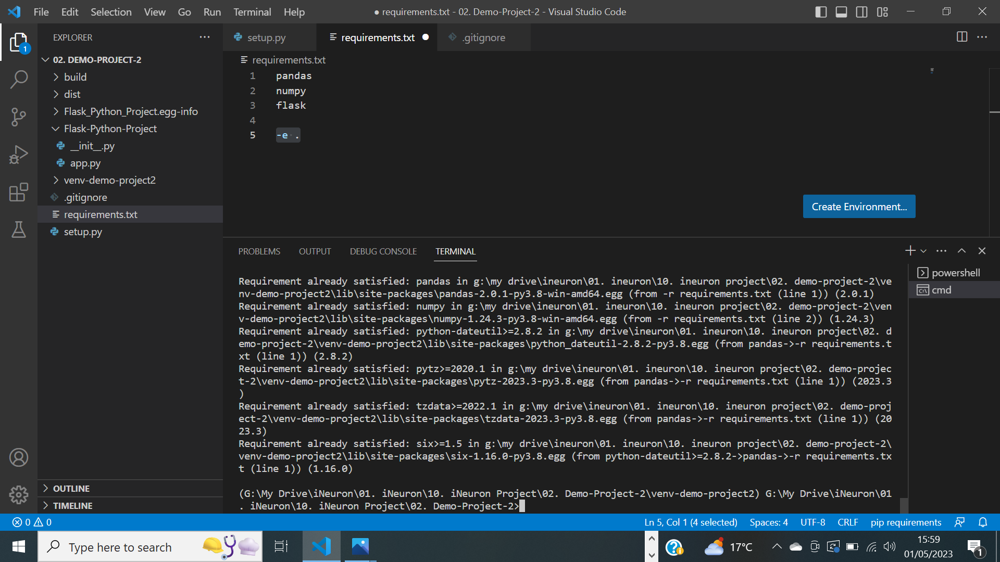 File Edit Selection View Go Run Terminal Help
● requirements.txt - 02. Demo-Project-2 - Visual Studio Code
EXPLORER
setup.py
requirements.txt
.gitignore
1
02. DEMO-PROJECT-2
build
dist
Flask_Python_Project.egg-info
Flask-Python-Project
__init__.py
app.py
venv-demo-project2
.gitignore
requirements.txt
setup.py
OUTLINE
TIMELINE
requirements.txt
1 pandas
2 numpy
3 flask
4
5 -e .
Create Environment...
PROBLEMS OUTPUT DEBUG CONSOLE TERMINAL
powershell
cmd
Requirement already satisfied: pandas in g:\my drive\ineuron\01. ineuron\10. ineuron project\02. demo-project-2\ve
nv-demo-project2\lib\site-packages\pandas-2.0.1-py3.8-win-amd64.egg (from -r requirements.txt (line 1)) (2.0.1)
Requirement already satisfied: numpy in g:\my drive\ineuron\01. ineuron\10. ineuron project\02. demo-project-2\ven
v-demo-project2\lib\site-packages\numpy-1.24.3-py3.8-win-amd64.egg (from -r requirements.txt (line 2)) (1.24.3)
Requirement already satisfied: python-dateutil>=2.8.2 in g:\my drive\ineuron\01. ineuron\10. ineuron project\02. d
emo-project-2\venv-demo-project2\lib\site-packages\python_dateutil-2.8.2-py3.8.egg (from pandas->-r requirements.t
xt (line 1)) (2.8.2)
Requirement already satisfied: pytz>=2020.1 in g:\my drive\ineuron\01. ineuron\10. ineuron project\02. demo-projec
t-2\venv-demo-project2\lib\site-packages\pytz-2023.3-py3.8.egg (from pandas->-r requirements.txt (line 1)) (2023.3
)
Requirement already satisfied: tzdata>=2022.1 in g:\my drive\ineuron\01. ineuron\10. ineuron project\02. demo-proj
ect-2\venv-demo-project2\lib\site-packages\tzdata-2023.3-py3.8.egg (from pandas->-r requirements.txt (line 1)) (20
23.3)
Requirement already satisfied: six>=1.5 in g:\my drive\ineuron\01. ineuron\10. ineuron project\02. demo-project-2\
venv-demo-project2\lib\site-packages\six-1.16.0-py3.8.egg (from python-dateutil>=2.8.2->pandas->-r requirements.tx
t (line 1)) (1.16.0)
(G:\My Drive\iNeuron\01. iNeuron\10. iNeuron Project\02. Demo-Project-2\venv-demo-project2) G:\My Drive\iNeuron\01
. iNeuron\10. iNeuron Project\02. Demo-Project-2>
0 0
Ln 5, Col 1 (4 selected) Spaces: 4 UTF-8 CRLF pip requirements
Type here to search
17°C
15:59
01/05/2023
1